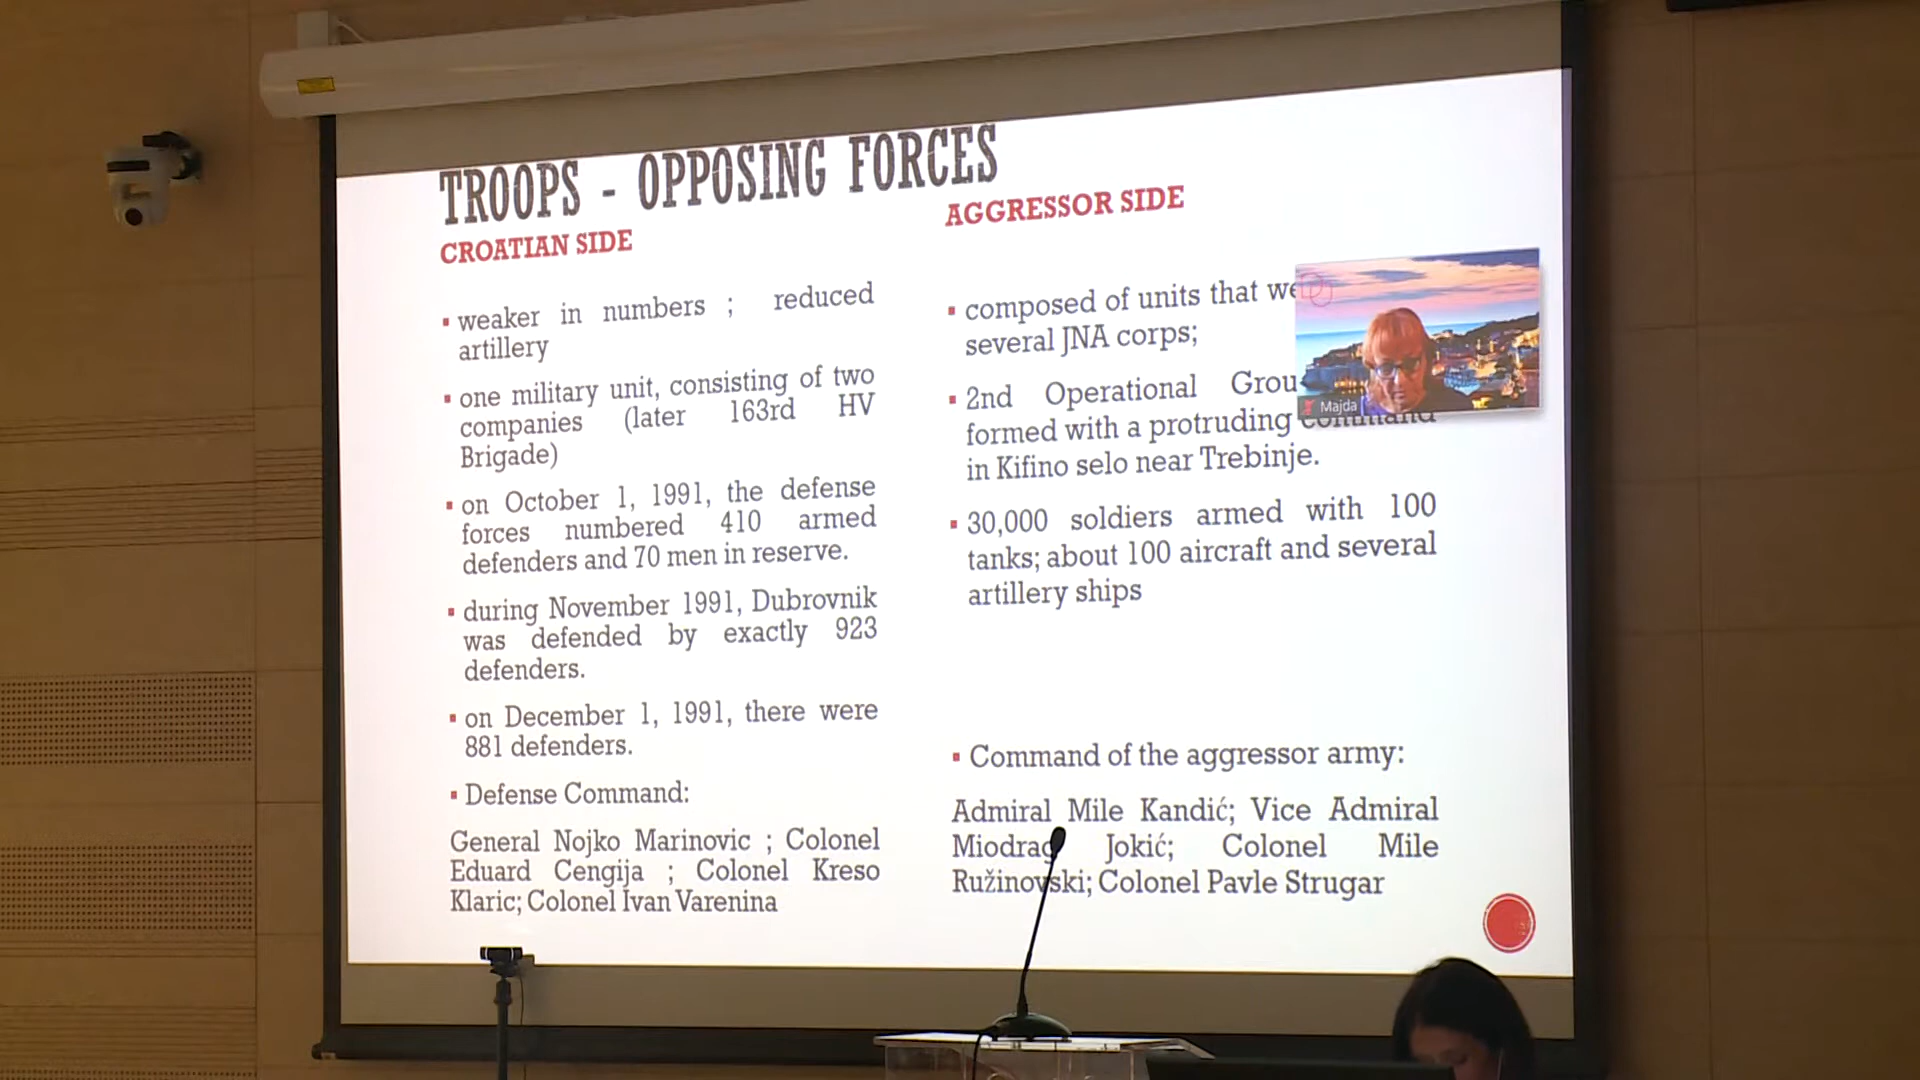 TROOPS - OPPOSING FORCES
CROATIAN SIDE
▪ weaker in numbers ; reduced
artillery
▪ one military unit, consisting of two
companies (later 163rd HV
Brigade)
▪ on October 1, 1991, the defense
forces numbered 410 armed
defenders and 70 men in reserve.
▪ during November 1991, Dubrovnik
was defended by exactly 923
defenders.
▪ on December 1, 1991, there were
881 defenders.
▪ Defense Command:
General Nojko Marinovic ; Colonel
Eduard Cengija ; Colonel Kreso
Klaric; Colonel Ivan Varenina
AGGRESSOR SIDE
▪ composed of units that
several JNA corps;
▪ 2nd Operational
formed with a protruding command
in Kifino selo near Trebinje.
▪ 30,000 soldiers armed with 100
tanks; about 100 aircraft and several
artillery ships
▪ Command of the aggressor army:
Admiral Mile Kandić; Vice Admiral
Miodrag Jokić; Colonel Mile
Ružinovski; Colonel Pavle Strugar
Majda